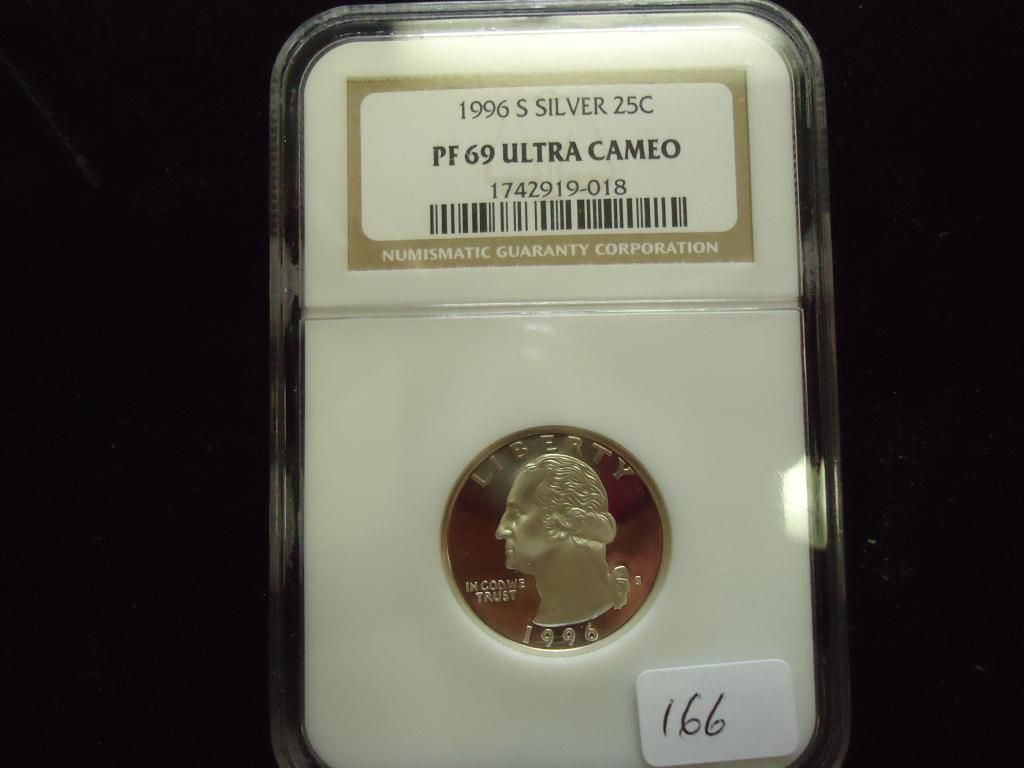 1996 S SILVER 25C
PF 69 ULTRA CAMEO
1742919-018
NUMISMATIC GUARANTY CORPORATION
LIBERTY
IN GOD WE
TRUST
S
1996
166